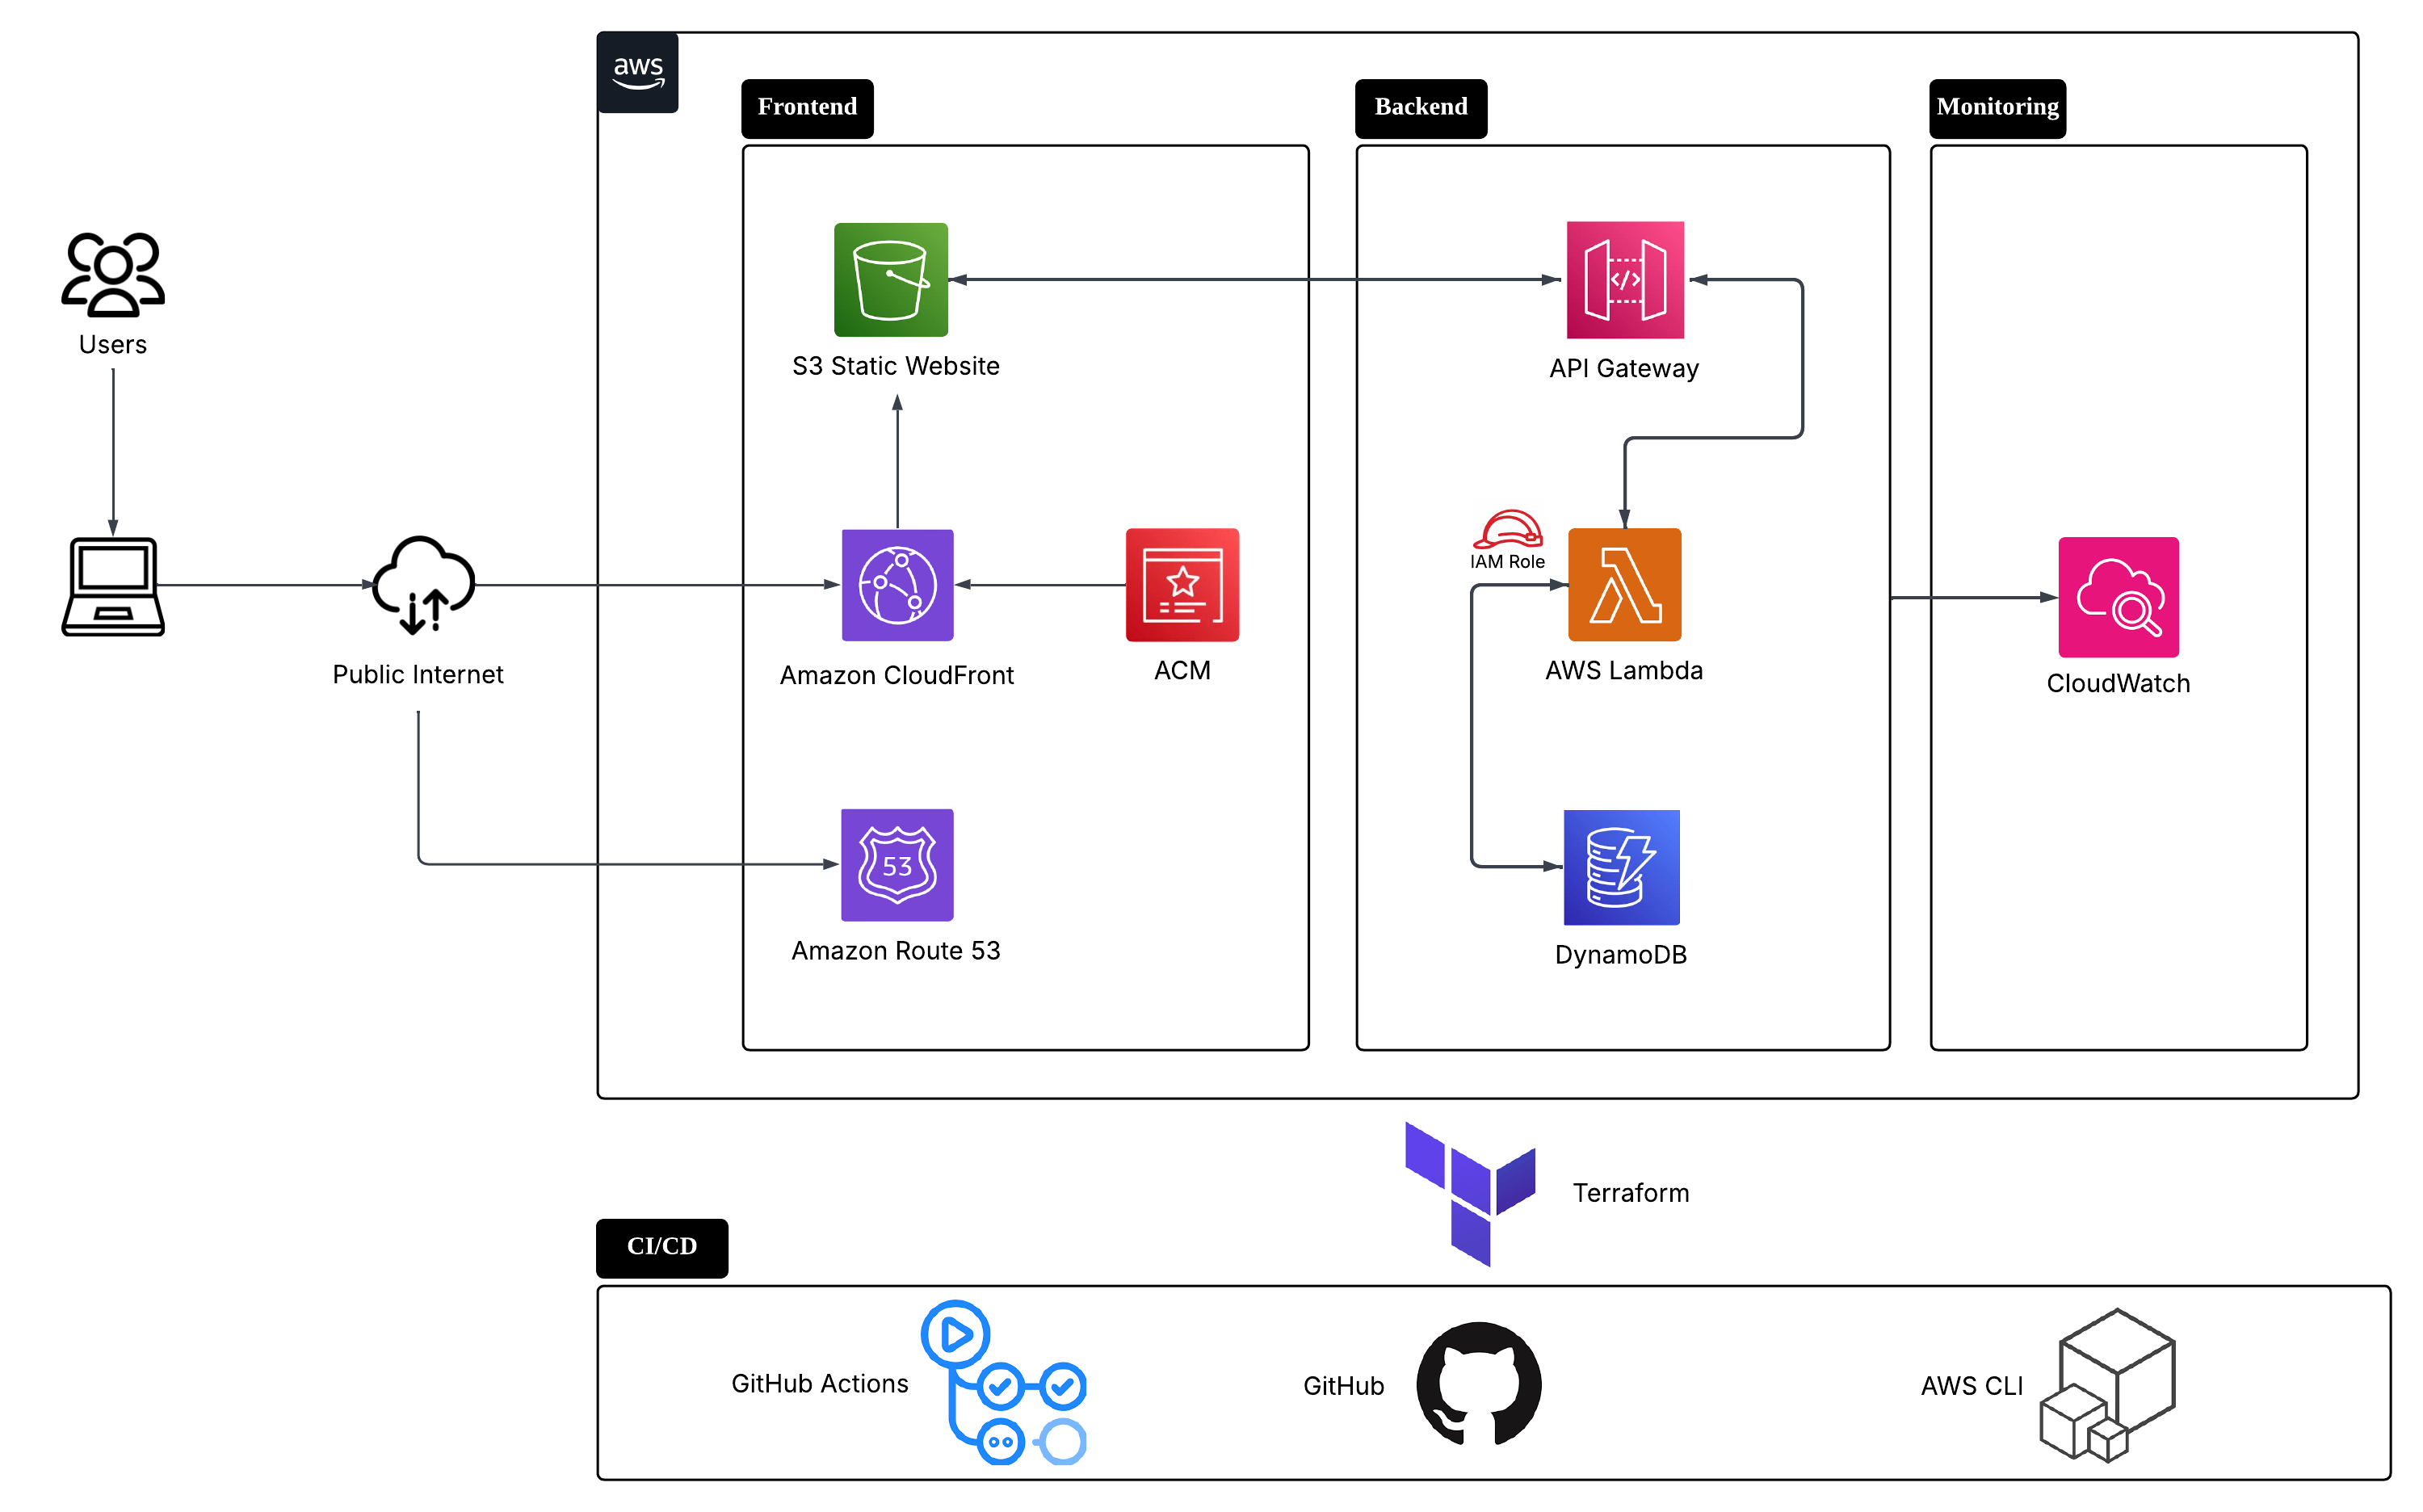 aws
Frontend
Backend
Monitoring
Users
S3 Static Website
</>
API Gateway
IAM Role
Public Internet
Amazon CloudFront
ACM
AWS Lambda
CloudWatch
53
Amazon Route 53
DynamoDB
Terraform
CI/CD
GitHub Actions
GitHub
AWS CLI